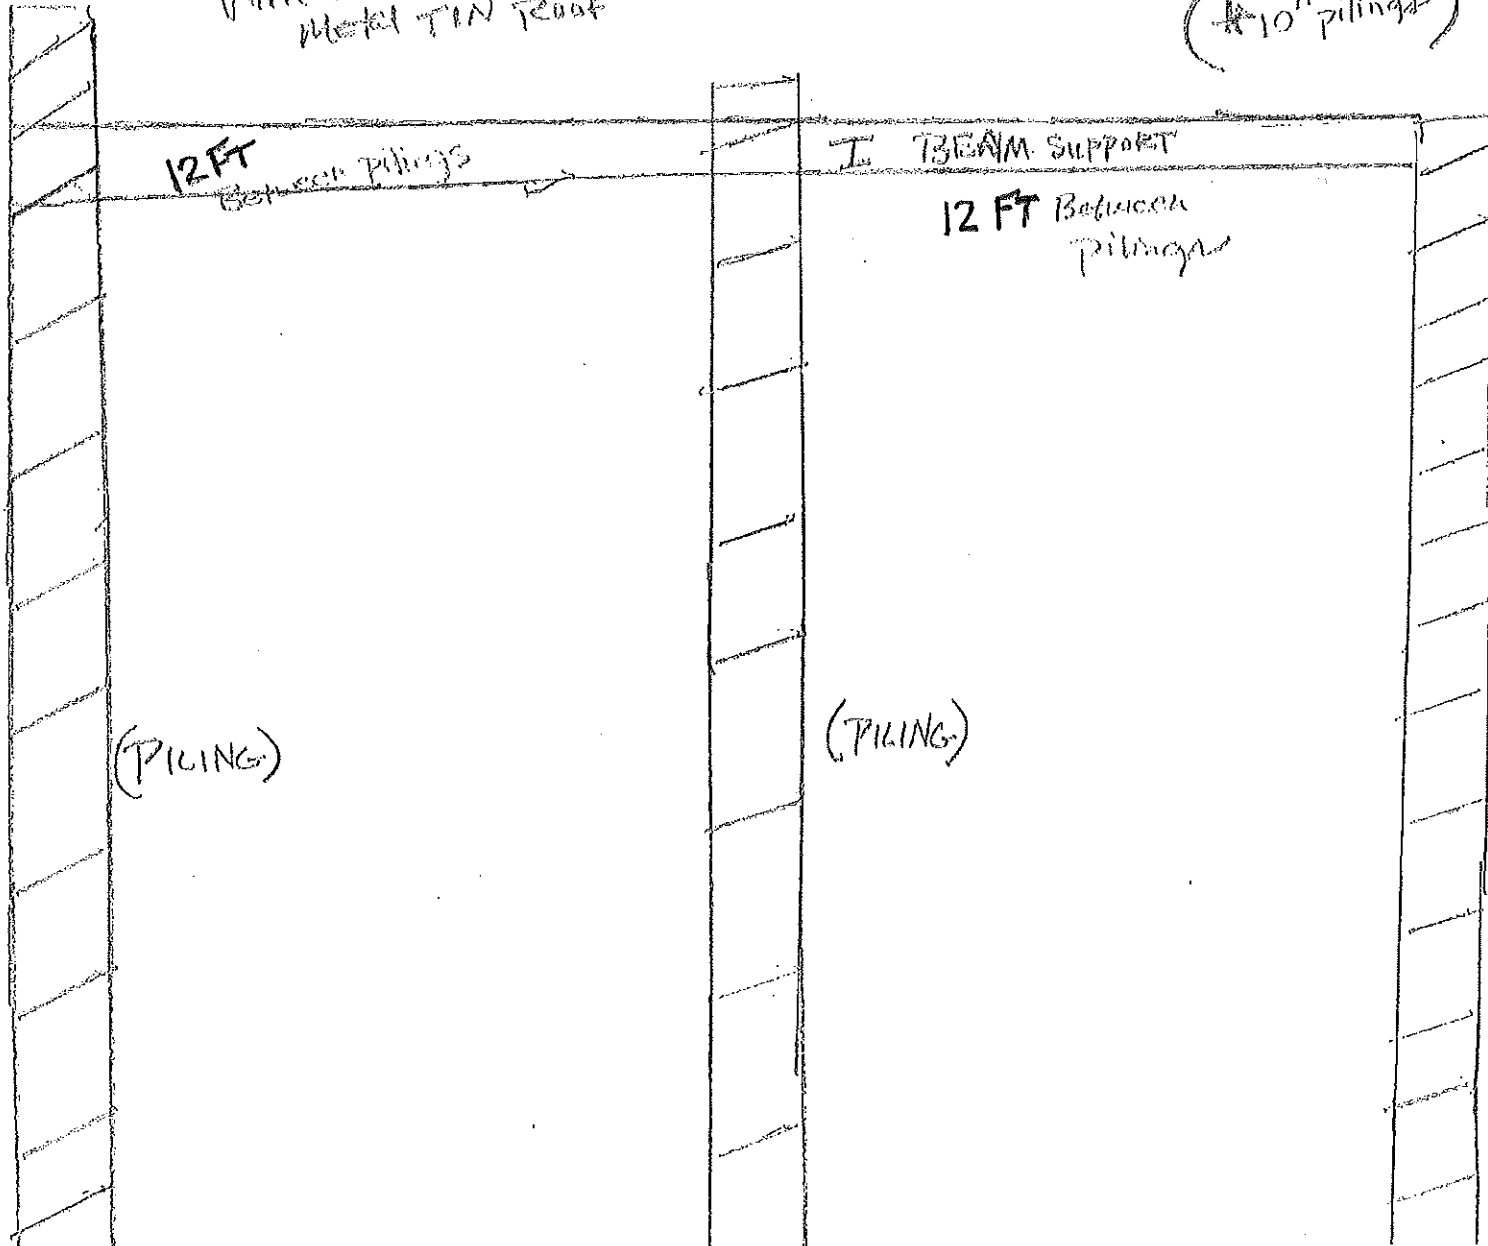 Metal TIN Roof
(#10" pilings)
12 FT
Between pilings
I BEAM SUPPORT
12 FT Between
pilings
(PILING)
(PILING)